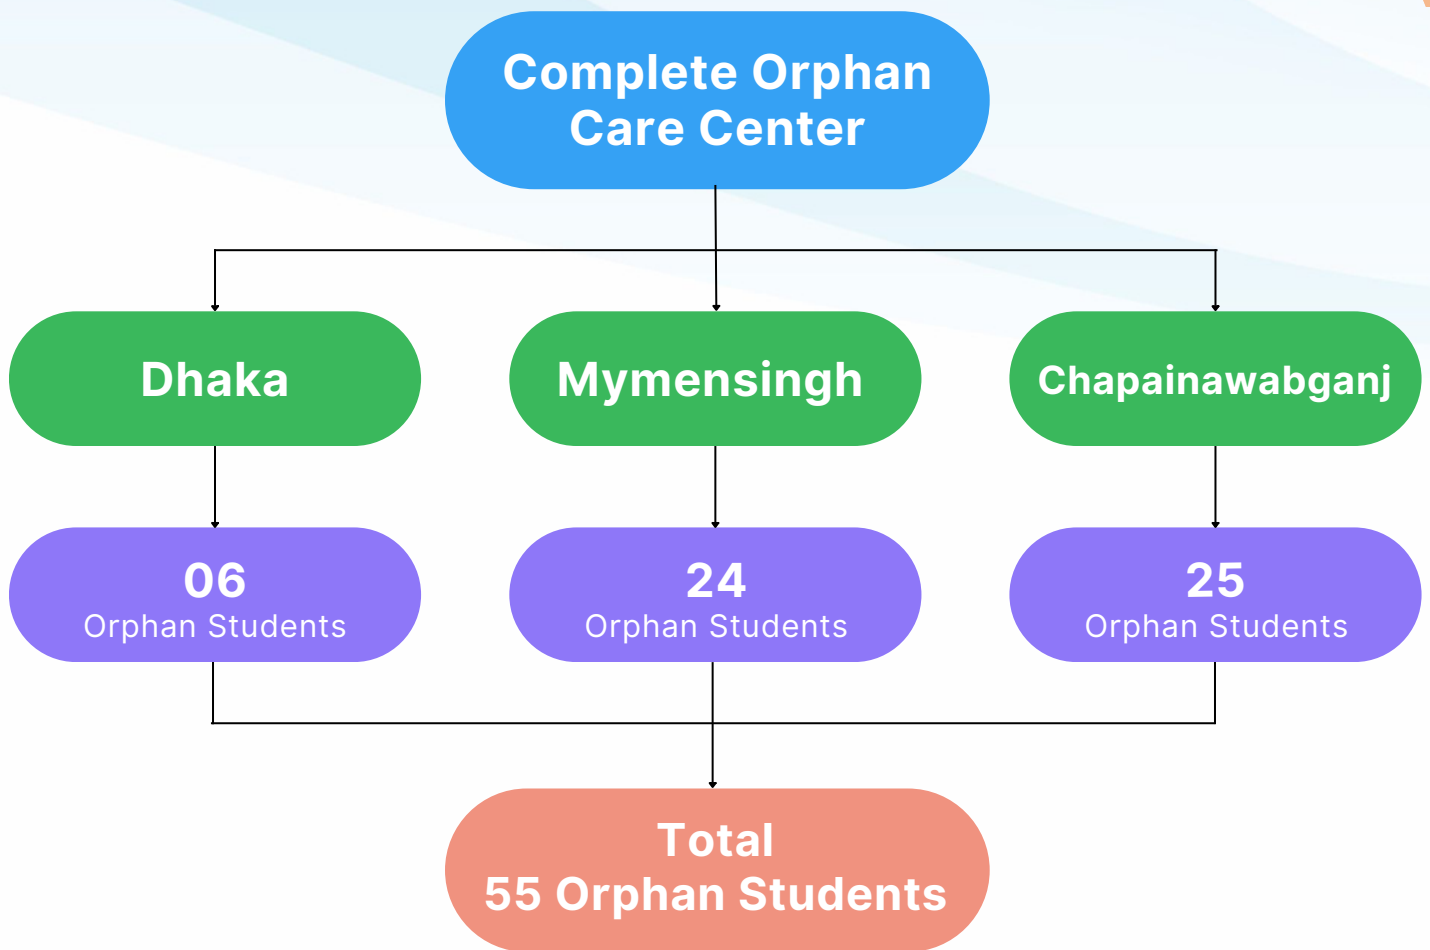 Complete Orphan
Care Center
Dhaka
Mymensingh
Chapainawabganj
06
Orphan Students
24
Orphan Students
25
Orphan Students
Total
55 Orphan Students